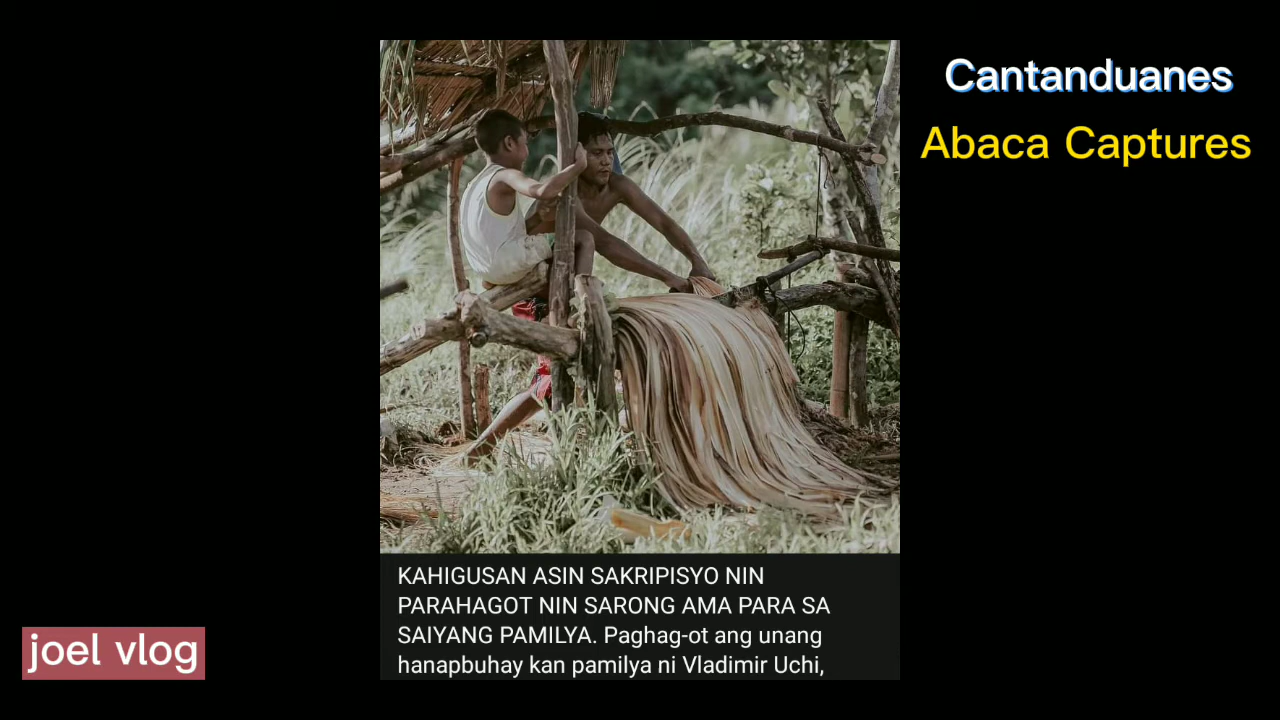 Cantanduanes
Abaca Captures
KAHIGUSAN ASIN SAKRIPISYO NIN
PARAHAGOT NIN SARONG AMA PARA SA
SAIYANG PAMILYA. Paghag-ot ang unang
hanapbuhay kan pamilya ni Vladimir Uchi,
joel vlog